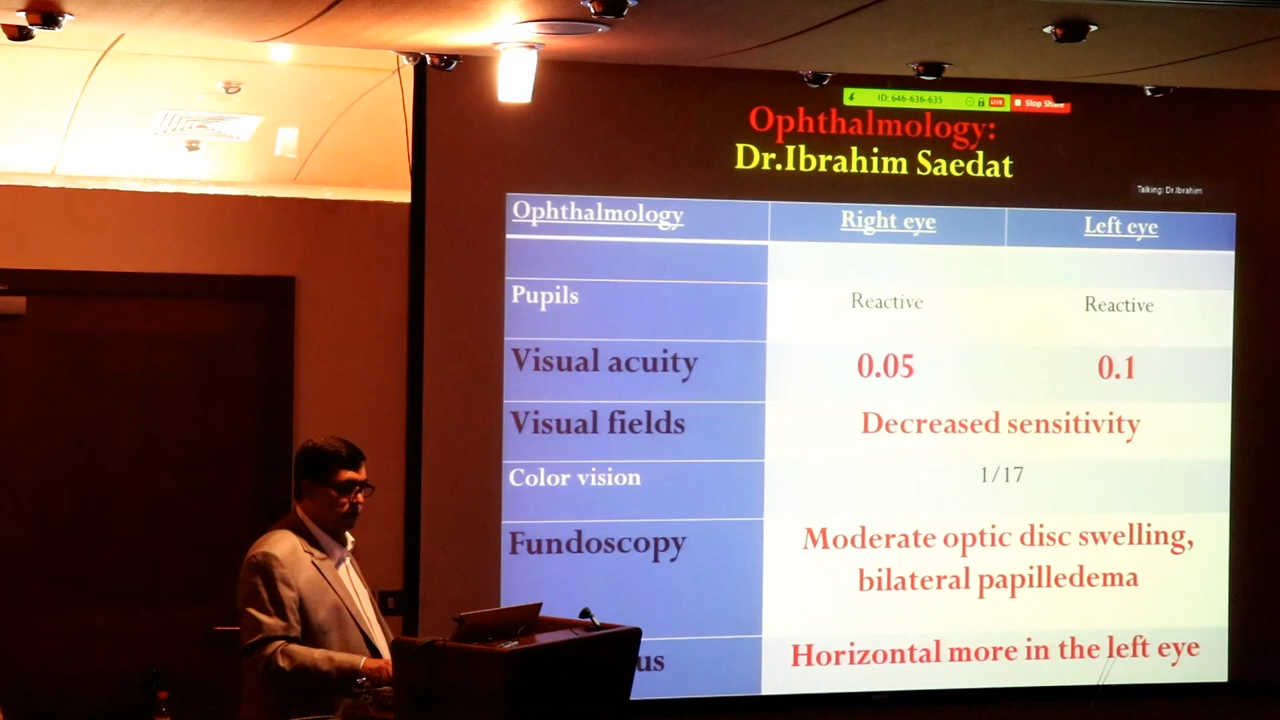 ID: 646-636-635 LIVE Stop Share
Ophthalmology:
Dr.Ibrahim Saedat
Talking: Dr.Ibrahim
Ophthalmology Right eye Left eye
Pupils Reactive Reactive
Visual acuity 0.05 0.1
Visual fields Decreased sensitivity
Color vision 1/17
Fundoscopy Moderate optic disc swelling,
bilateral papilledema
us Horizontal more in the left eye